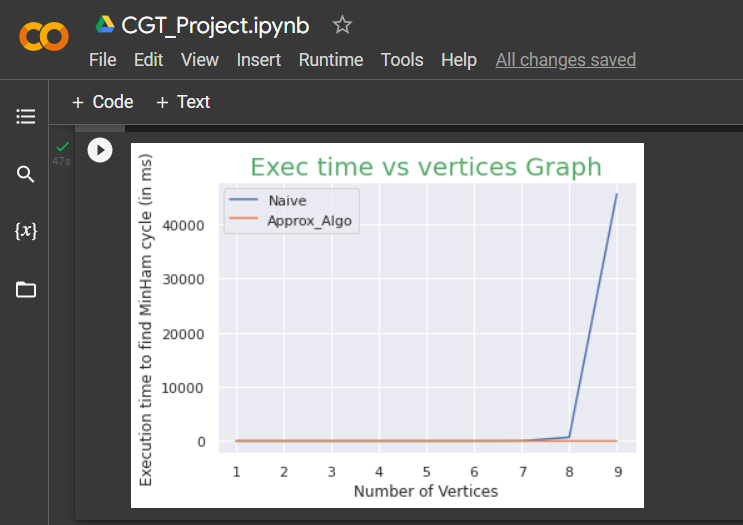 CGT_Project.ipynb
File Edit View Insert Runtime Tools Help All changes saved
+ Code + Text
{x}
47s
Exec time vs vertices Graph
Naive
Approx_Algo
Execution time to find MinHam cycle (in ms)
40000
30000
20000
10000
0
1 2 3 4 5 6 7 8 9
Number of Vertices